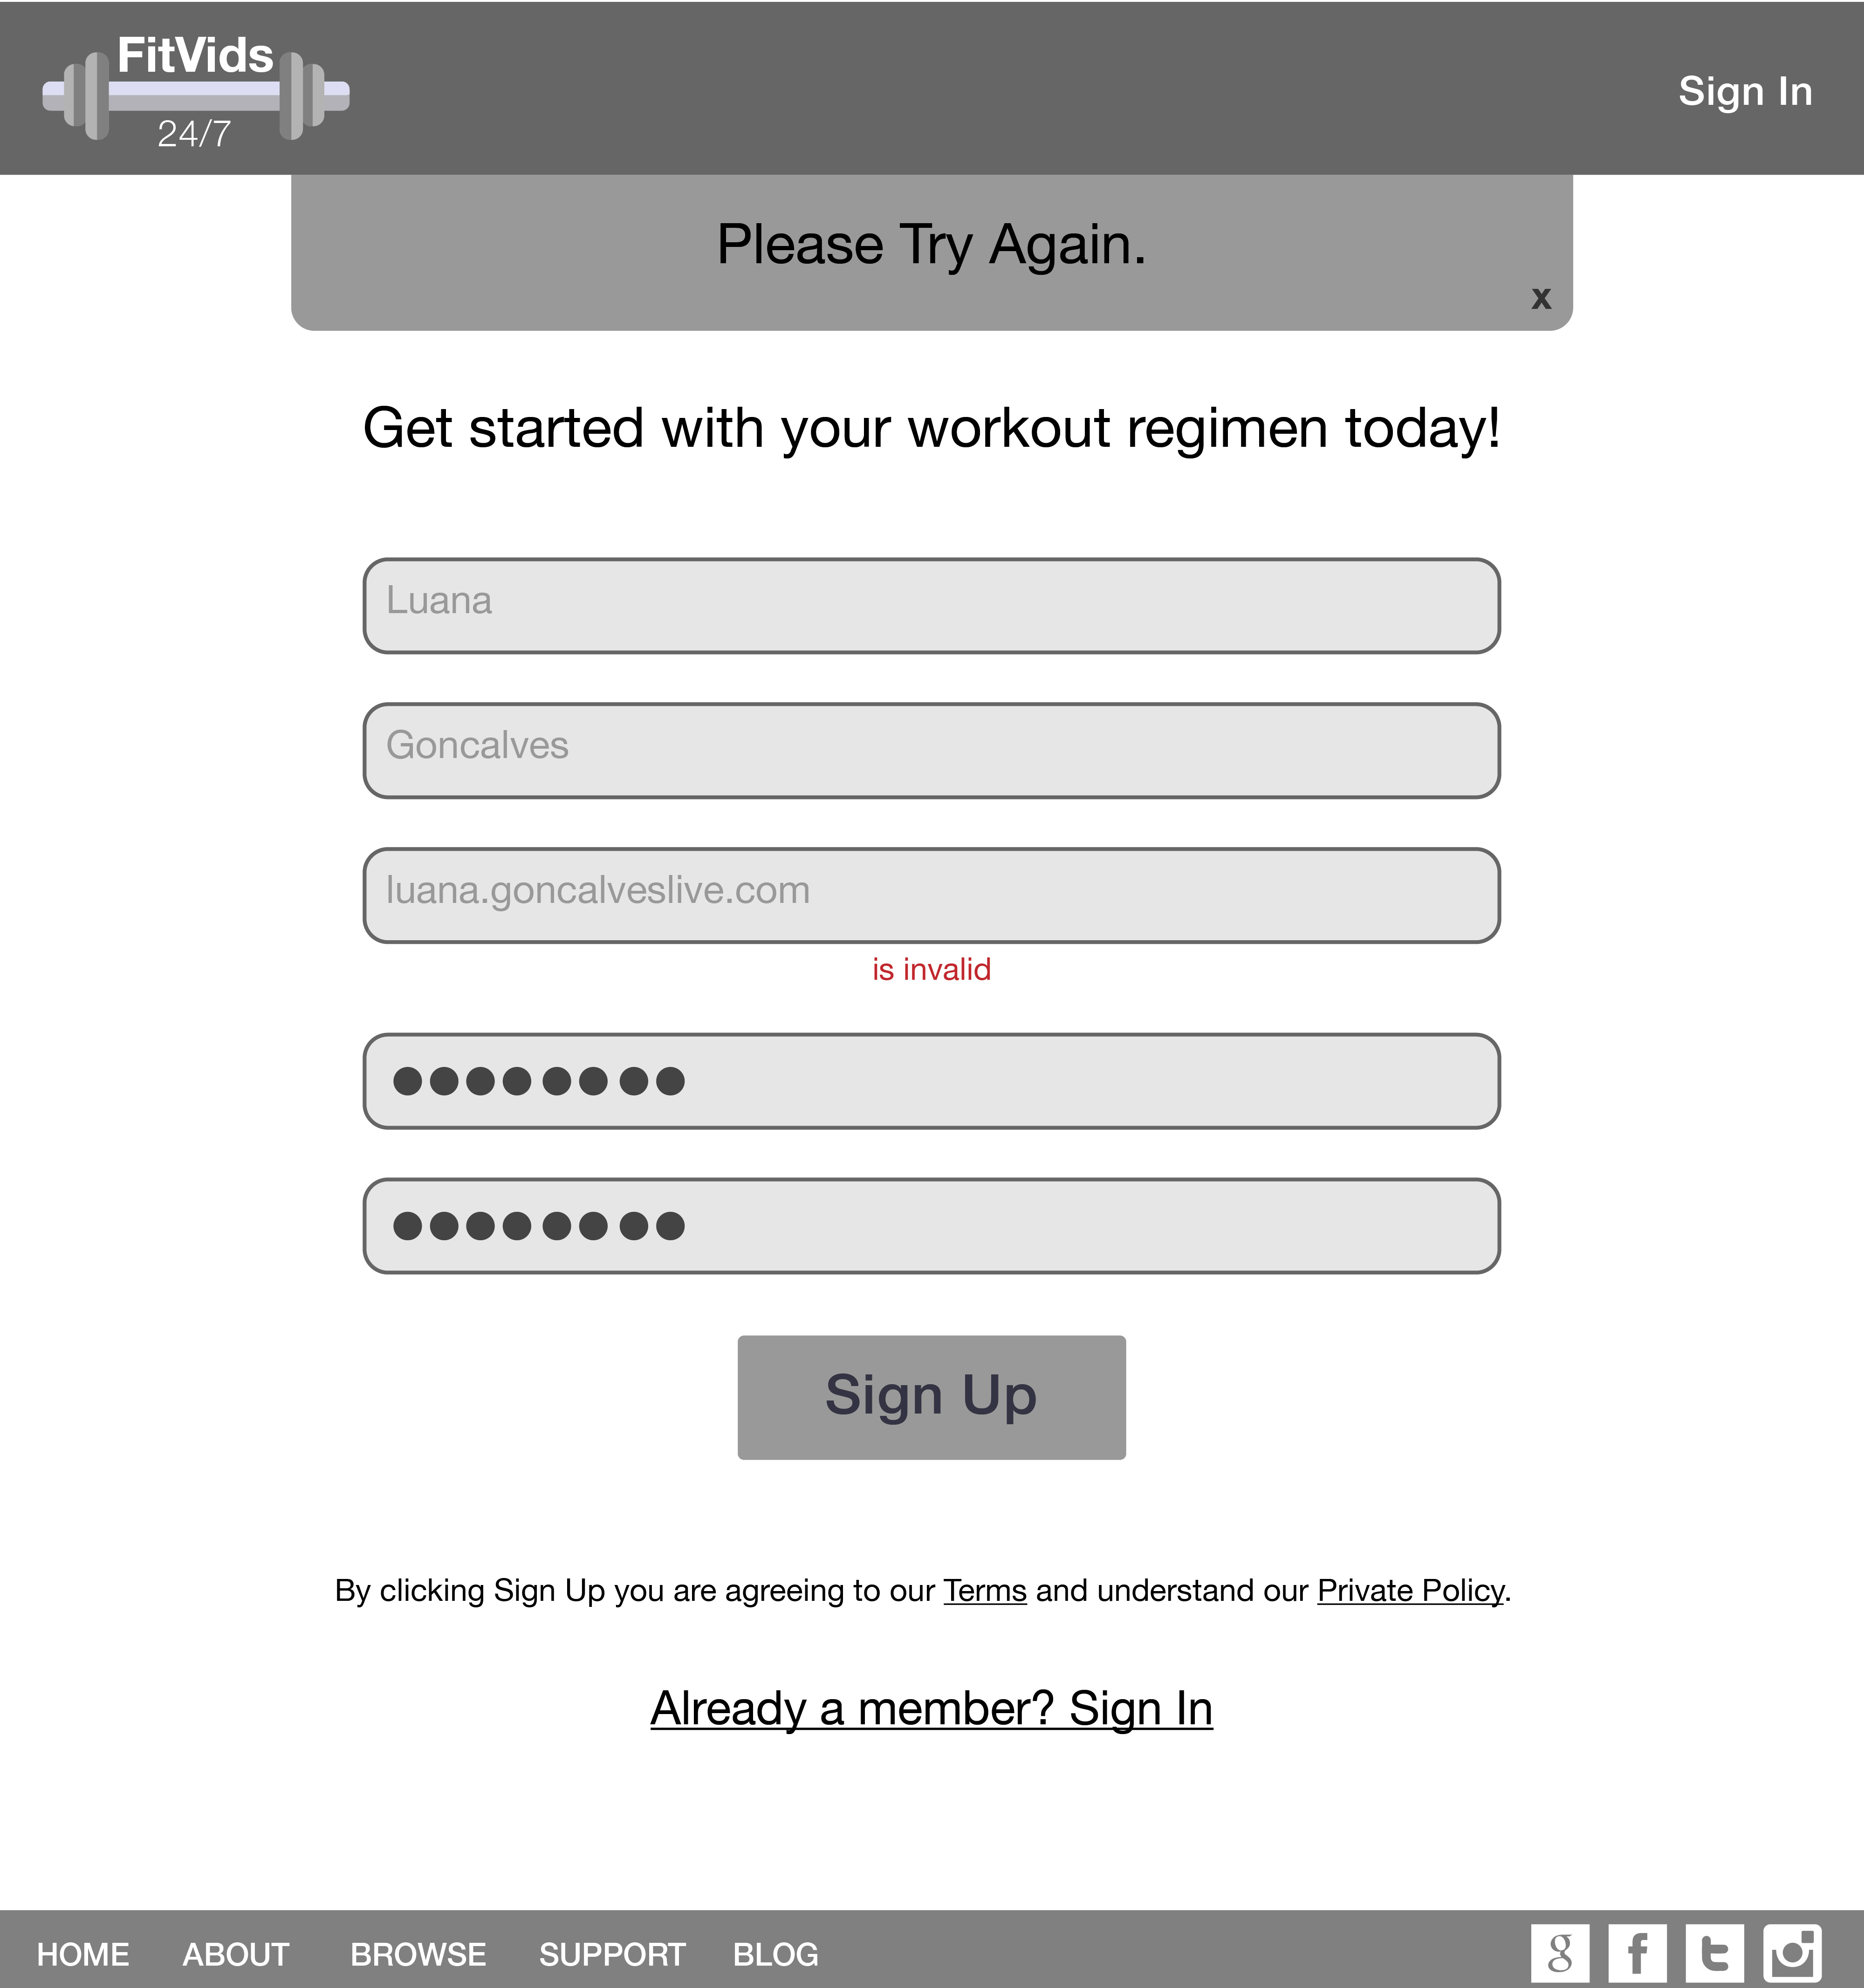 FitVids
24/7
Sign In
Please Try Again.
x
Get started with your workout regimen today!
Luana
Goncalves
luana.goncalveslive.com
is invalid
●●●●●●●●
●●●●●●●●
Sign Up
By clicking Sign Up you are agreeing to our Terms and understand our Private Policy.
Already a member? Sign In
HOME ABOUT BROWSE SUPPORT BLOG g f t